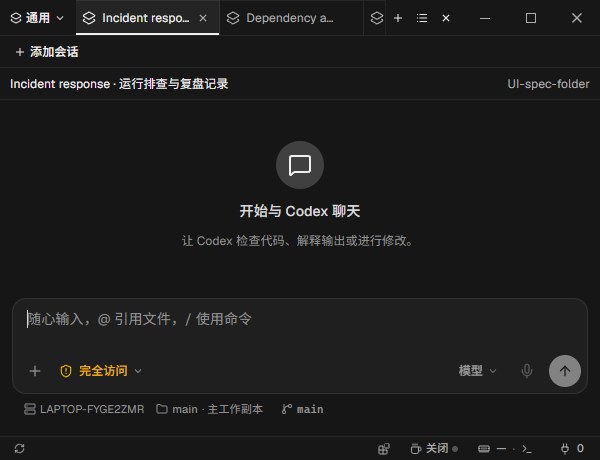 通用 Incident respo… Dependency a…
添加会话
Incident response · 运行排查与复盘记录 UI-spec-folder
开始与 Codex 聊天
让 Codex 检查代码、解释输出或进行修改。
随心输入，@ 引用文件，/ 使用命令
完全访问 模型
LAPTOP-FYGE2ZMR main · 主工作副本 main
关闭 — · 0